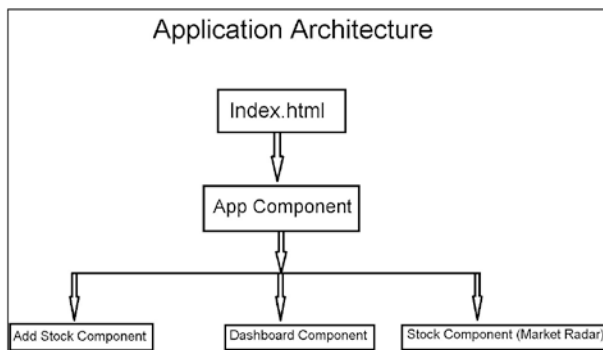 Application Architecture
Index.html
App Component
Add Stock Component
Dashboard Component
Stock Component (Market Radar)